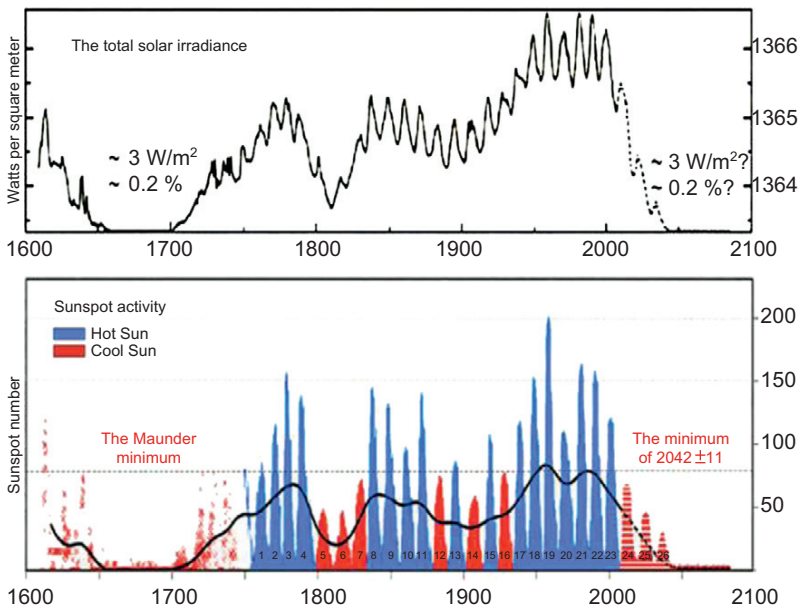 The total solar irradiance
Watts per square meter
1366
1365
1364
~ 3 W/m²
~ 0.2 %
~ 3 W/m²?
~ 0.2 %?
1600 1700 1800 1900 2000 2100
Sunspot activity
Hot Sun
Cool Sun
Sunspot number
200
150
100
50
The Maunder
minimum
The minimum
of 2042 ±11
1 2 3 4 5 6 7 8 9 10 11 12 13 14 15 16 17 18 19 20 21 22 23 24 25 26
1600 1700 1800 1900 2000 2100